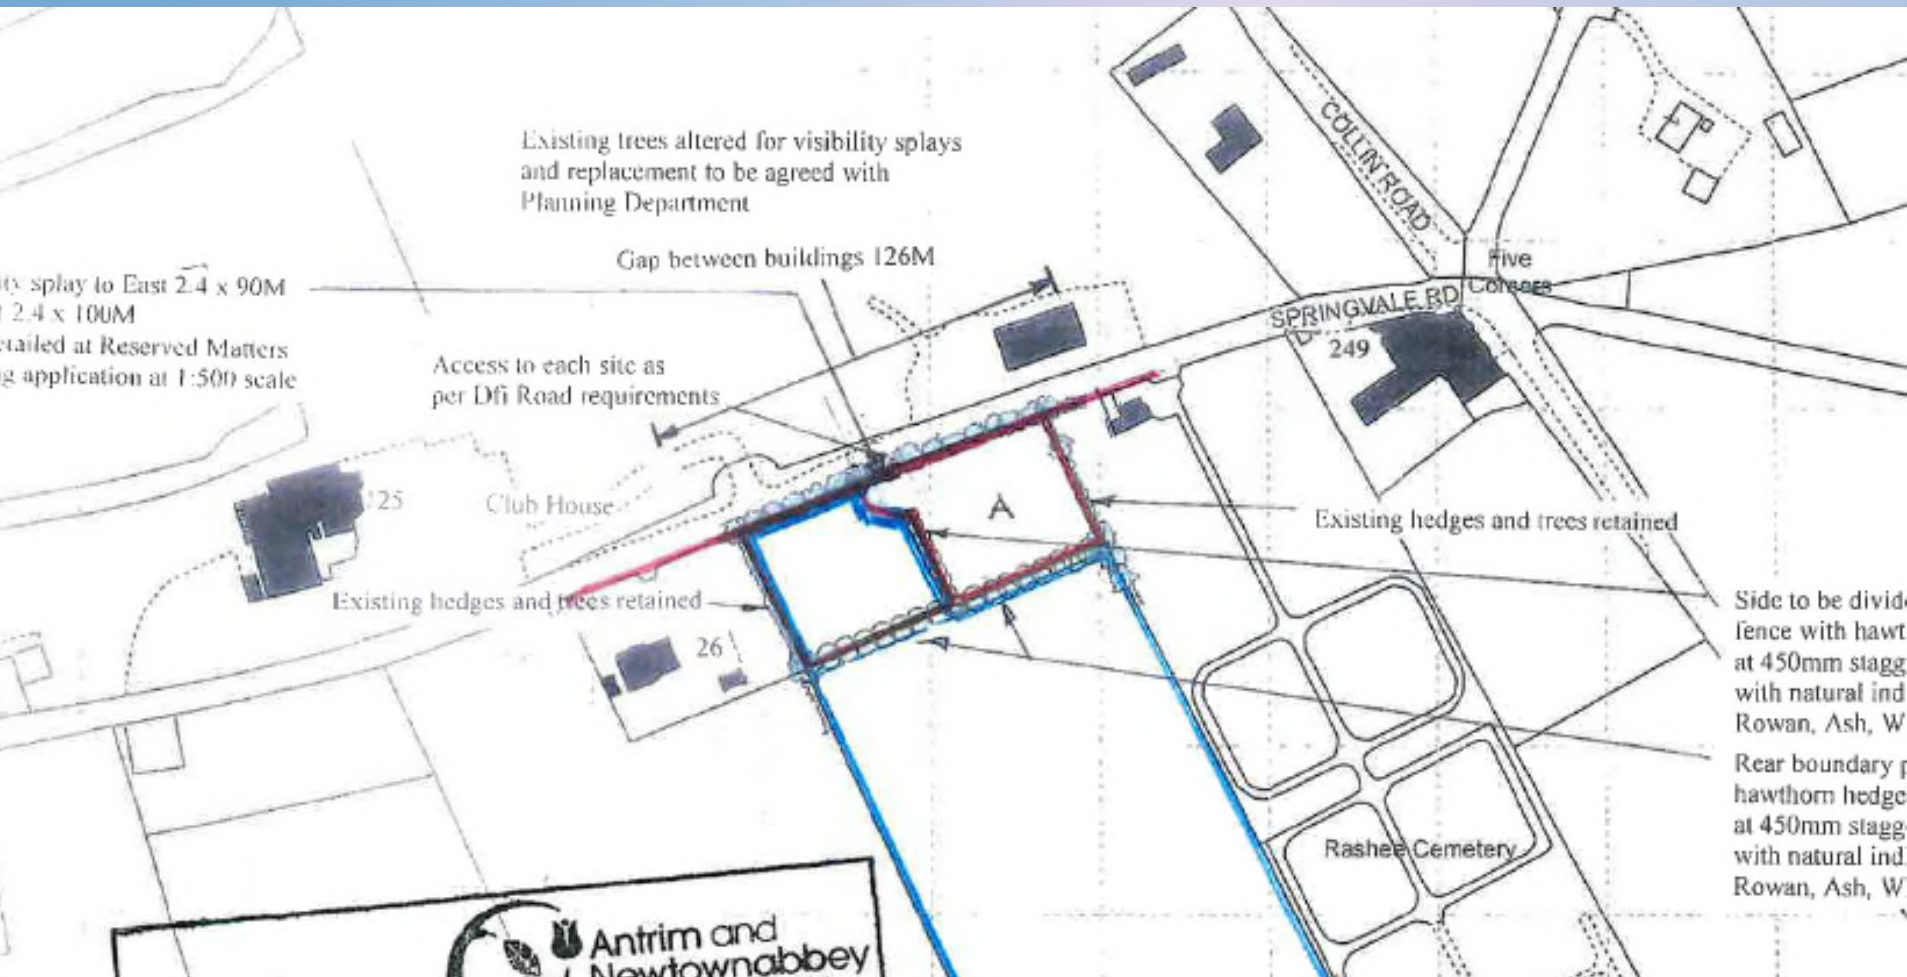 Existing trees altered for visibility splays
and replacement to be agreed with
Planning Department
Gap between buildings 126M
splay to East 2.4 x 90M
2.4 x 100M
at Reserved Matters
application at 1:500 scale
Access to each site as
per Dfi Road requirements
COLLIN ROAD
Five
Corners
SPRINGVALE RD
249
25
Club House
A
Existing hedges and trees retained
Existing hedges and trees retained
26
Side to be divid
fence with hawt
at 450mm stagg
with natural ind
Rowan, Ash, W
Rear boundary p
hawthorn hedge
at 450mm stagg
with natural ind
Rowan, Ash, W
Rashee Cemetery
Antrim and
Newtownabbey